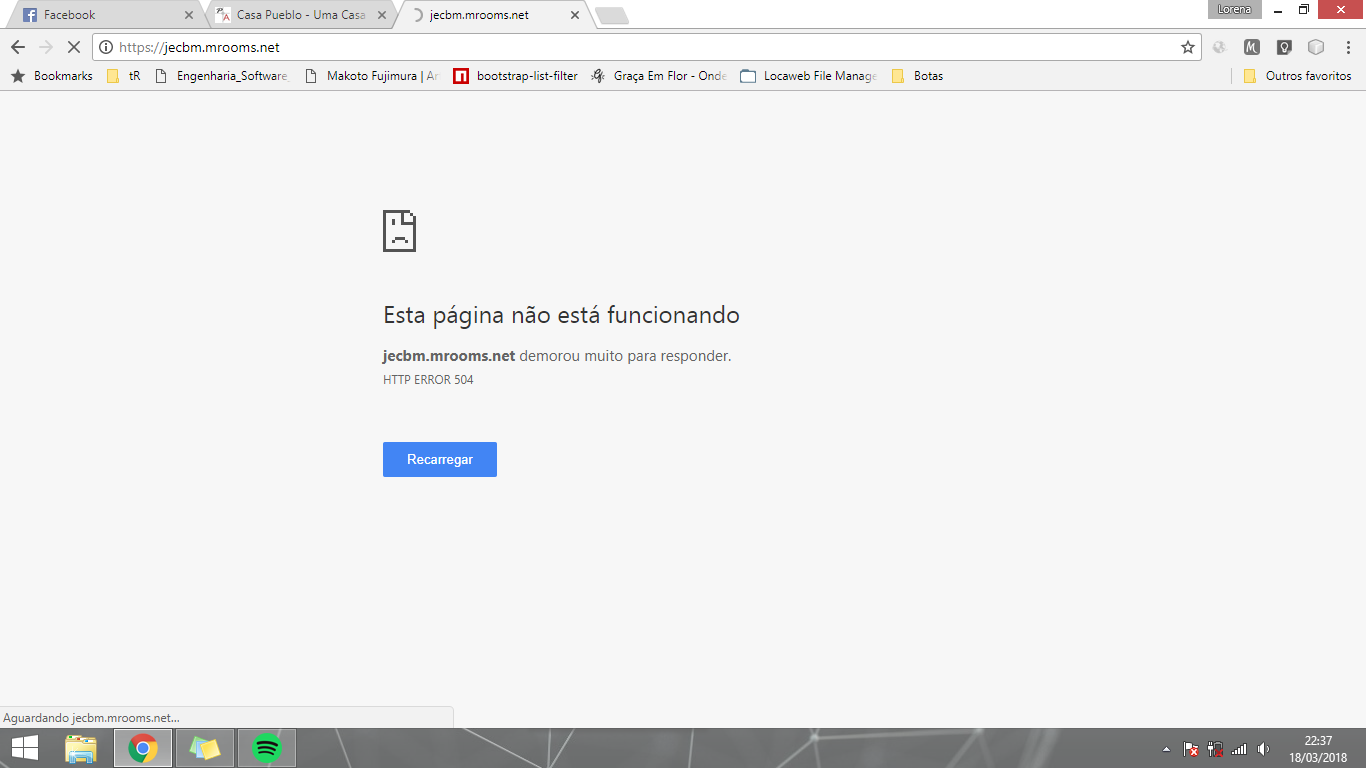 Facebook
Casa Pueblo - Uma Casa
jecbm.mrooms.net
Lorena
https://jecbm.mrooms.net
Bookmarks
tR
Engenharia_Software_
Makoto Fujimura | Ar
bootstrap-list-filter
Graça Em Flor - Onde
Locaweb File Manage
Botas
Outros favoritos
Esta página não está funcionando
jecbm.mrooms.net demorou muito para responder.
HTTP ERROR 504
Recarregar
Aguardando jecbm.mrooms.net...
22:37
18/03/2018